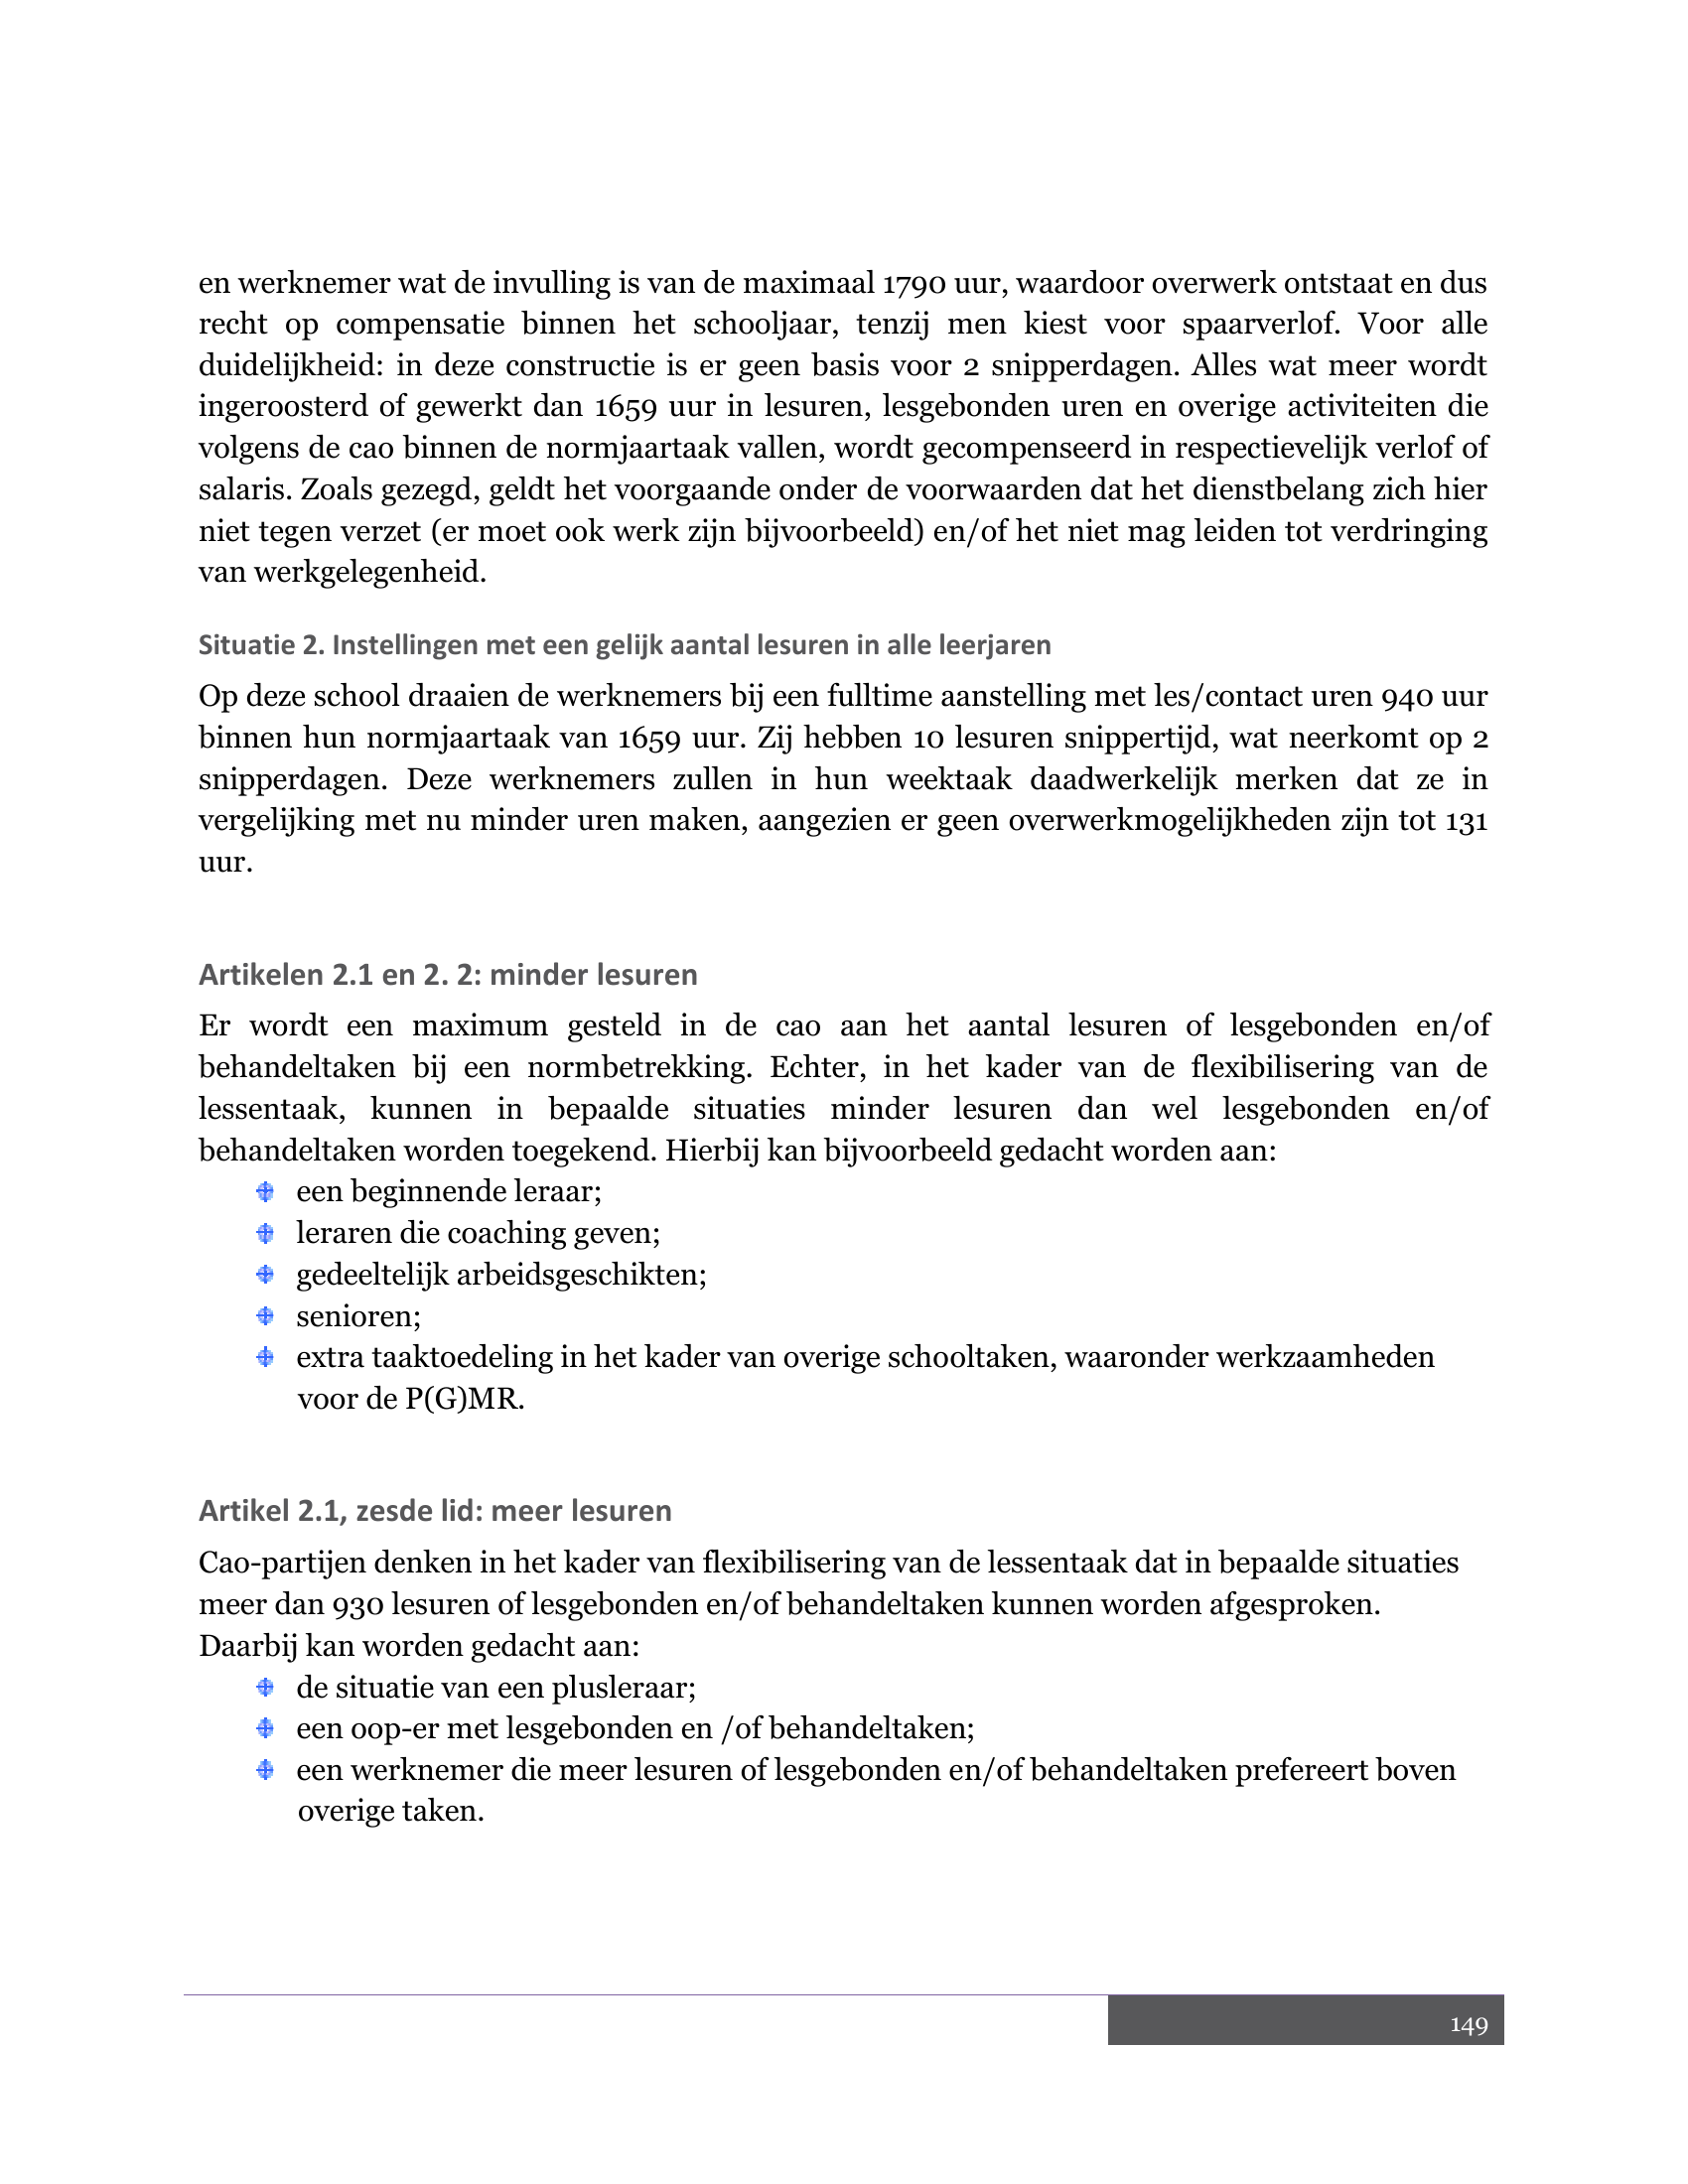 en werknemer wat de invulling is van de maximaal 1790 uur, waardoor overwerk ontstaat en dus
recht op compensatie binnen het schooljaar, tenzij men kiest voor spaarverlof. Voor alle
duidelijkheid: in deze constructie is er geen basis voor 2 snipperdagen. Alles wat meer wordt
ingeroosterd of gewerkt dan 1659 uur in lesuren, lesgebonden uren en overige activiteiten die
volgens de cao binnen de normjaartaak vallen, wordt gecompenseerd in respectievelijk verlof of
salaris. Zoals gezegd, geldt het voorgaande onder de voorwaarden dat het dienstbelang zich hier
niet tegen verzet (er moet ook werk zijn bijvoorbeeld) en/of het niet mag leiden tot verdringing
van werkgelegenheid.
Situatie 2. Instellingen met een gelijk aantal lesuren in alle leerjaren
Op deze school draaien de werknemers bij een fulltime aanstelling met les/contact uren 940 uur
binnen hun normjaartaak van 1659 uur. Zij hebben 10 lesuren snippertijd, wat neerkomt op 2
snipperdagen. Deze werknemers zullen in hun weektaak daadwerkelijk merken dat ze in
vergelijking met nu minder uren maken, aangezien er geen overwerkmogelijkheden zijn tot 131
uur.
Artikelen 2.1 en 2. 2: minder lesuren
Er wordt een maximum gesteld in de cao aan het aantal lesuren of lesgebonden en/of
behandeltaken bij een normbetrekking. Echter, in het kader van de flexibilisering van de
lessentaak, kunnen in bepaalde situaties minder lesuren dan wel lesgebonden en/of
behandeltaken worden toegekend. Hierbij kan bijvoorbeeld gedacht worden aan:
een beginnende leraar;
leraren die coaching geven;
gedeeltelijk arbeidsgeschikten;
senioren;
extra taaktoedeling in het kader van overige schooltaken, waaronder werkzaamheden
voor de P(G)MR.
Artikel 2.1, zesde lid: meer lesuren
Cao-partijen denken in het kader van flexibilisering van de lessentaak dat in bepaalde situaties
meer dan 930 lesuren of lesgebonden en/of behandeltaken kunnen worden afgesproken.
Daarbij kan worden gedacht aan:
de situatie van een plusleraar;
een oop-er met lesgebonden en /of behandeltaken;
een werknemer die meer lesuren of lesgebonden en/of behandeltaken prefereert boven
overige taken.
149